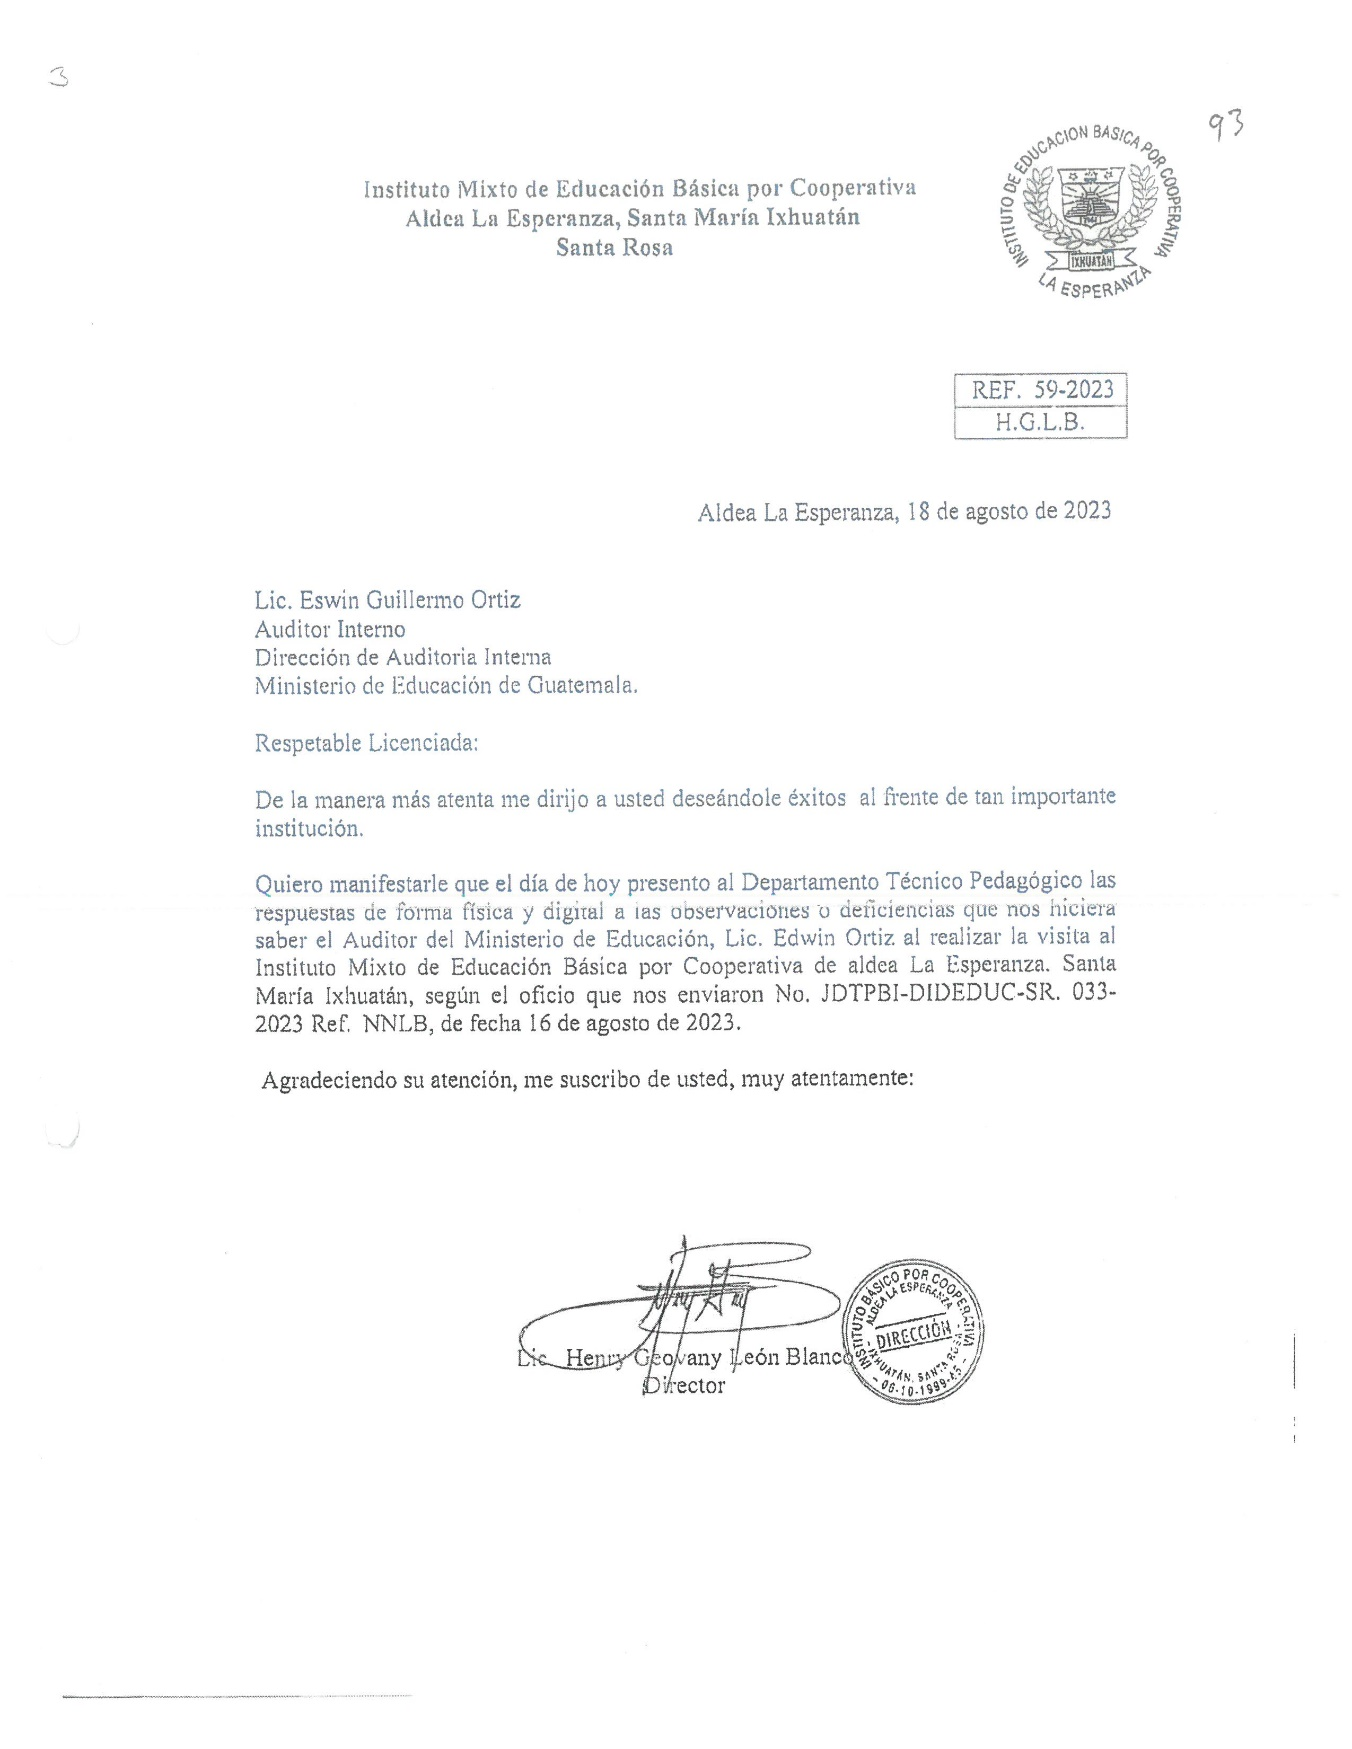 3
93
INSTITUTO DE EDUCACION BASICA POR COOPERATIVA
IXHUATÁN
LA ESPERANZA
Instituto Mixto de Educación Básica por Cooperativa
Aldea La Esperanza, Santa María Ixhuatán
Santa Rosa
REF. 59-2023
H.G.L.B.
Aldea La Esperanza, 18 de agosto de 2023
Lic. Eswin Guillermo Ortiz
Auditor Interno
Dirección de Auditoria Interna
Ministerio de Educación de Guatemala.
Respetable Licenciada:
De la manera más atenta me dirijo a usted deseándole éxitos al frente de tan importante
institución.
Quiero manifestarle que el día de hoy presento al Departamento Técnico Pedagógico las
respuestas de forma física y digital a las observaciones o deficiencias que nos hiciera
saber el Auditor del Ministerio de Educación, Lic. Edwin Ortiz al realizar la visita al
Instituto Mixto de Educación Básica por Cooperativa de aldea La Esperanza. Santa
María Ixhuatán, según el oficio que nos enviaron No. JDTPBI-DIDEDUC-SR. 033-
2023 Ref. NNLB, de fecha 16 de agosto de 2023.
Agradeciendo su atención, me suscribo de usted, muy atentamente:
Lic. Henry Geovany León Blanco
Director
INSTITUTO BÁSICO POR COOPERATIVA
ALDEA LA ESPERANZA
DIRECCIÓN
IXHUATÁN, SANTA ROSA
06-10-1999